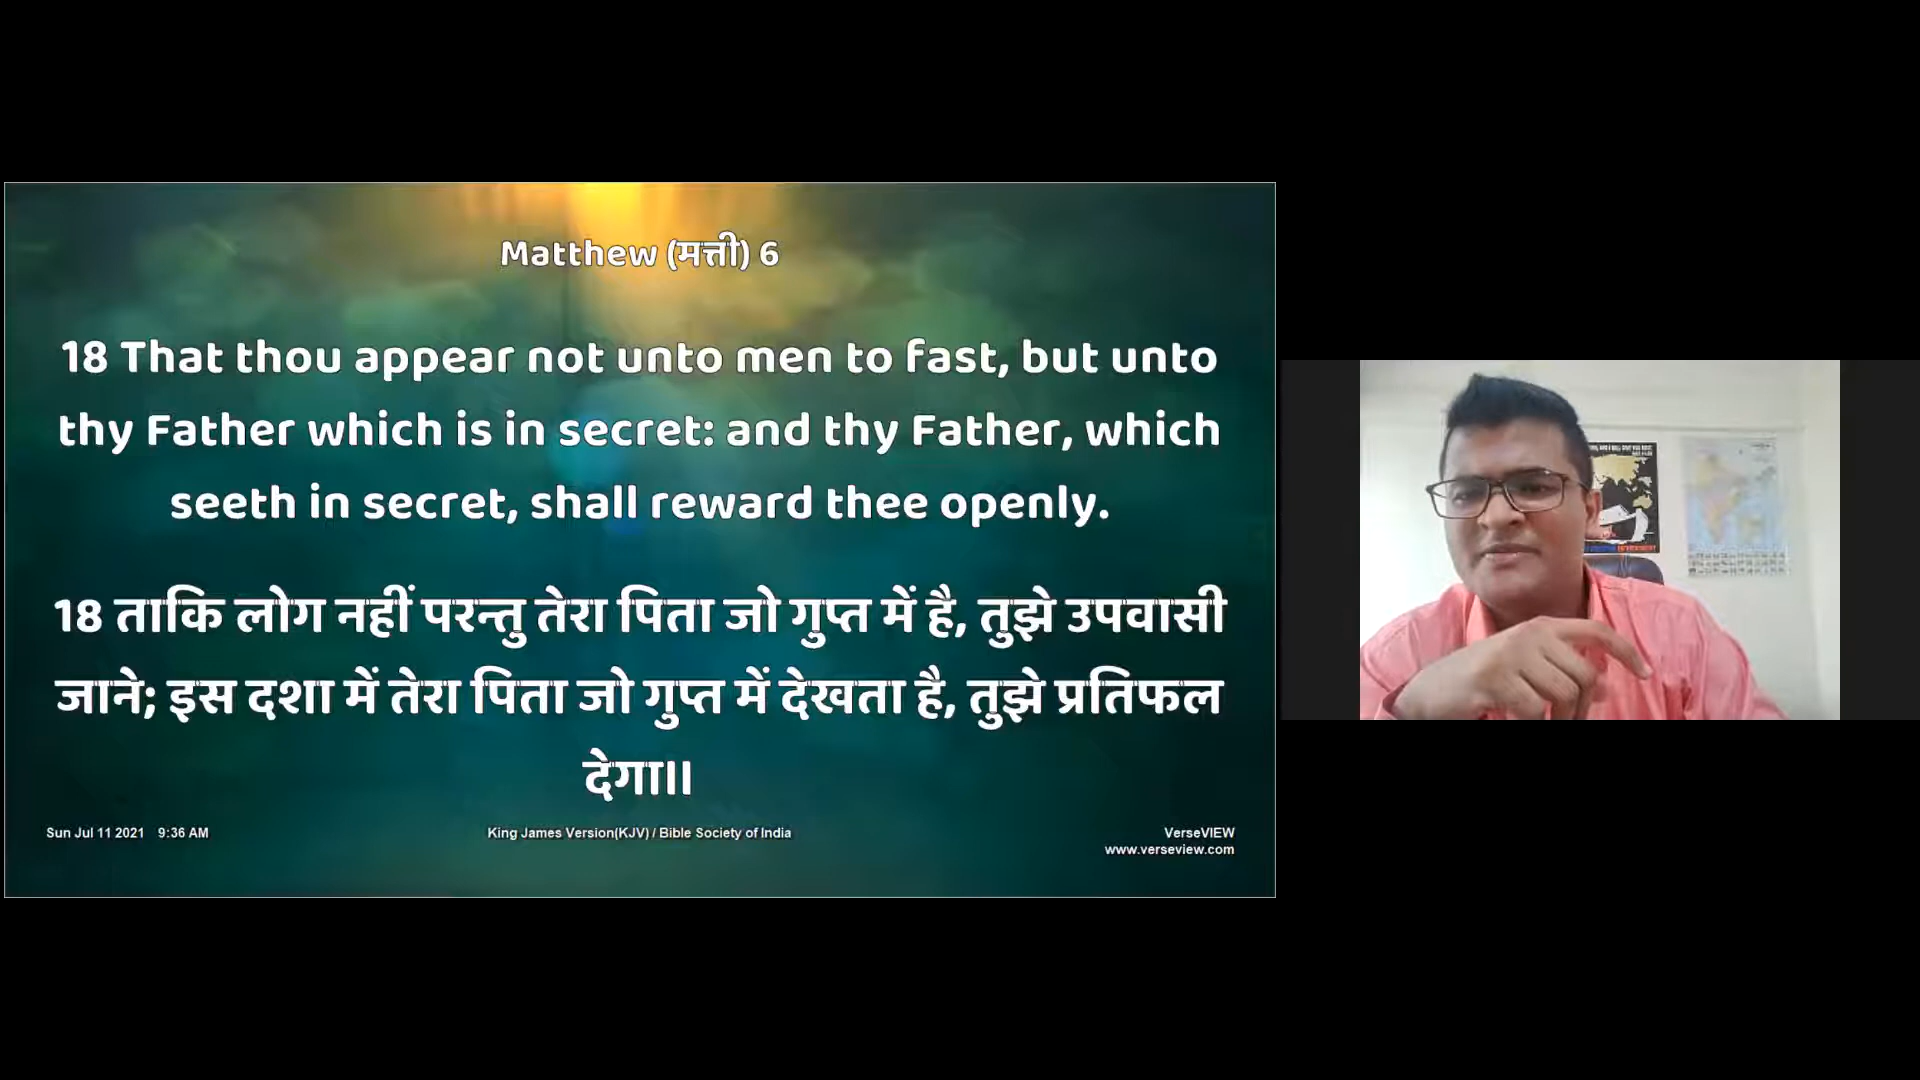 Matthew (मत्ती) 6
18 That thou appear not unto men to fast, but unto
thy Father which is in secret: and thy Father, which
seeth in secret, shall reward thee openly.
18 ताकि लोग नहीं परन्तु तेरा पिता जो गुप्त में है, तुझे उपवासी
जाने; इस दशा में तेरा पिता जो गुप्त में देखता है, तुझे प्रतिफल
देगा।।
Sun Jul 11 2021 9:36 AM
King James Version(KJV) / Bible Society of India
VerseVIEW
www.verseview.com